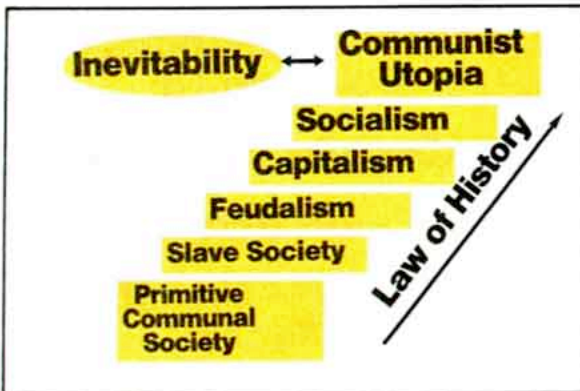 Inevitability
Communist
Utopia
Socialism
Capitalism
Feudalism
Slave Society
Primitive
Communal
Society
Law of History